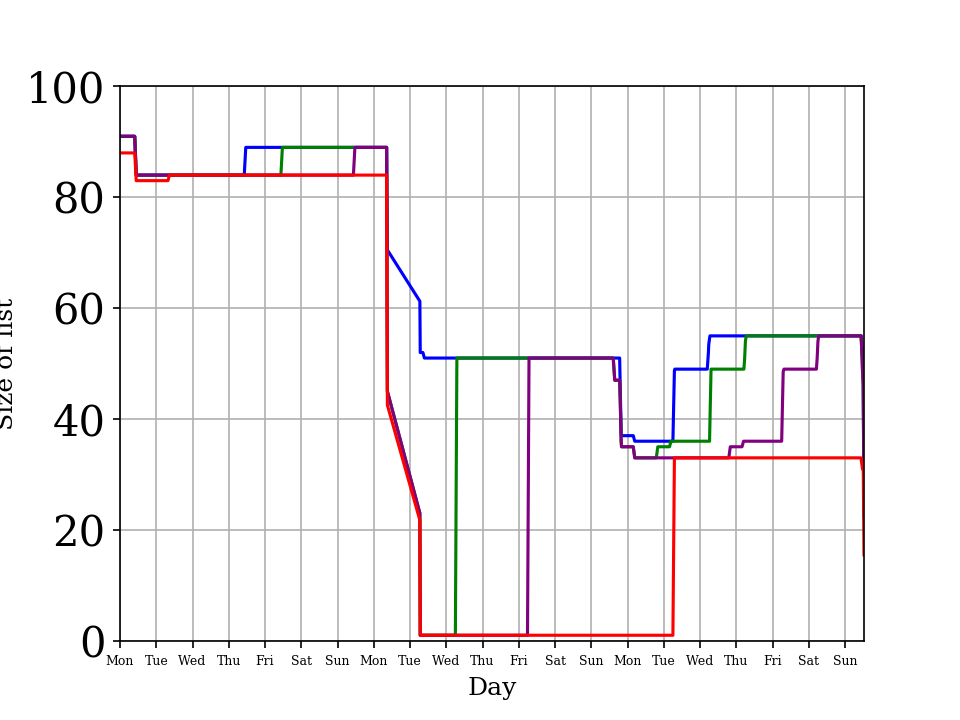 100
80
60
40
20
0
Size of list
Mon Tue Wed Thu Fri Sat Sun Mon Tue Wed Thu Fri Sat Sun Mon Tue Wed Thu Fri Sat Sun
Day